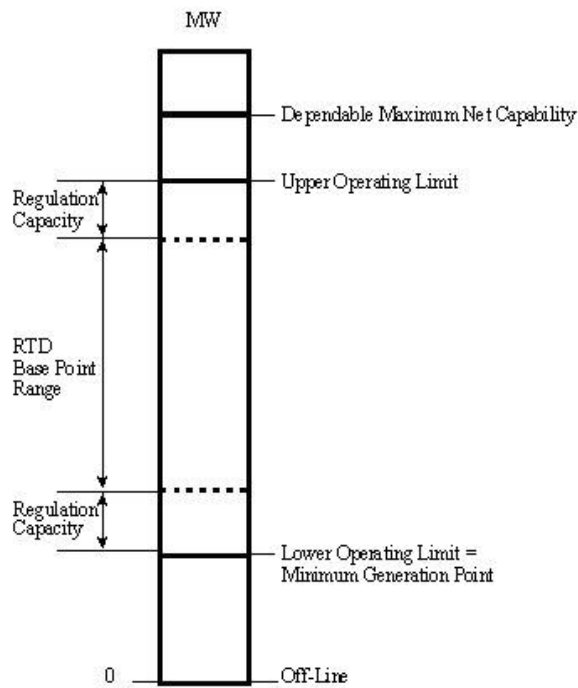 MW
Dependable Maximum Net Capability
Upper Operating Limit
Regulation
Capacity
RTD
Base Point
Range
Regulation
Capacity
Lower Operating Limit =
Minimum Generation Point
0
Off-Line